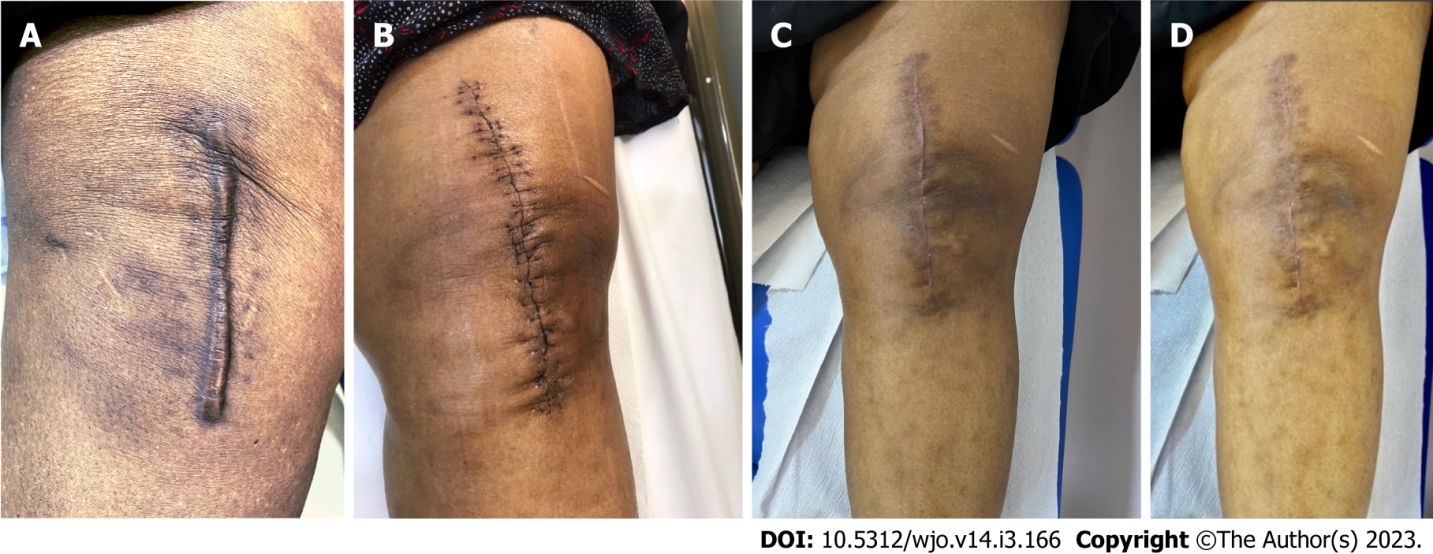 A
B
C
D
DOI: 10.5312/wjo.v14.i3.166 Copyright ©The Author(s) 2023.